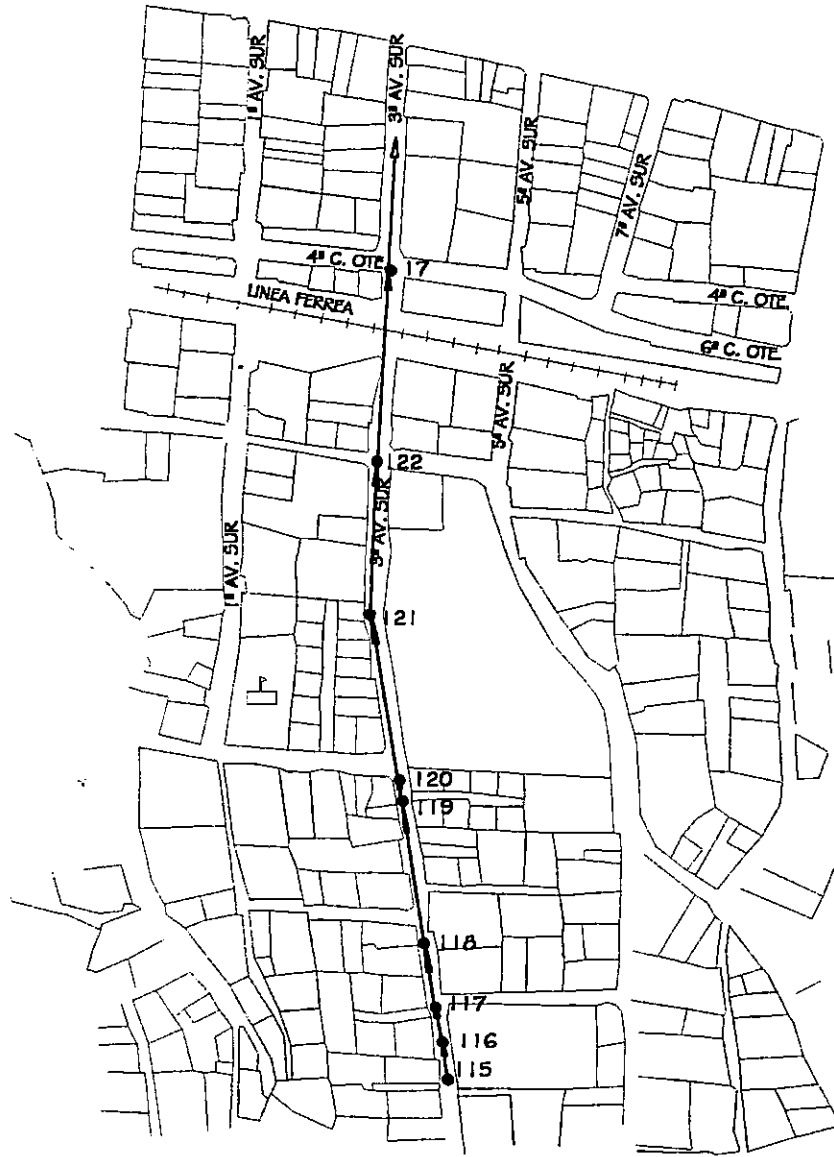 1ª AV. SUR
3ª AV. SUR
5ª AV. SUR
7ª AV. SUR
4ª C. OTE
17
4ª C. OTE.
LINEA FERREA
6ª C. OTE.
5ª AV. SUR
22
3ª AV. SUR
1ª AV. SUR
121
120
119
118
117
116
115